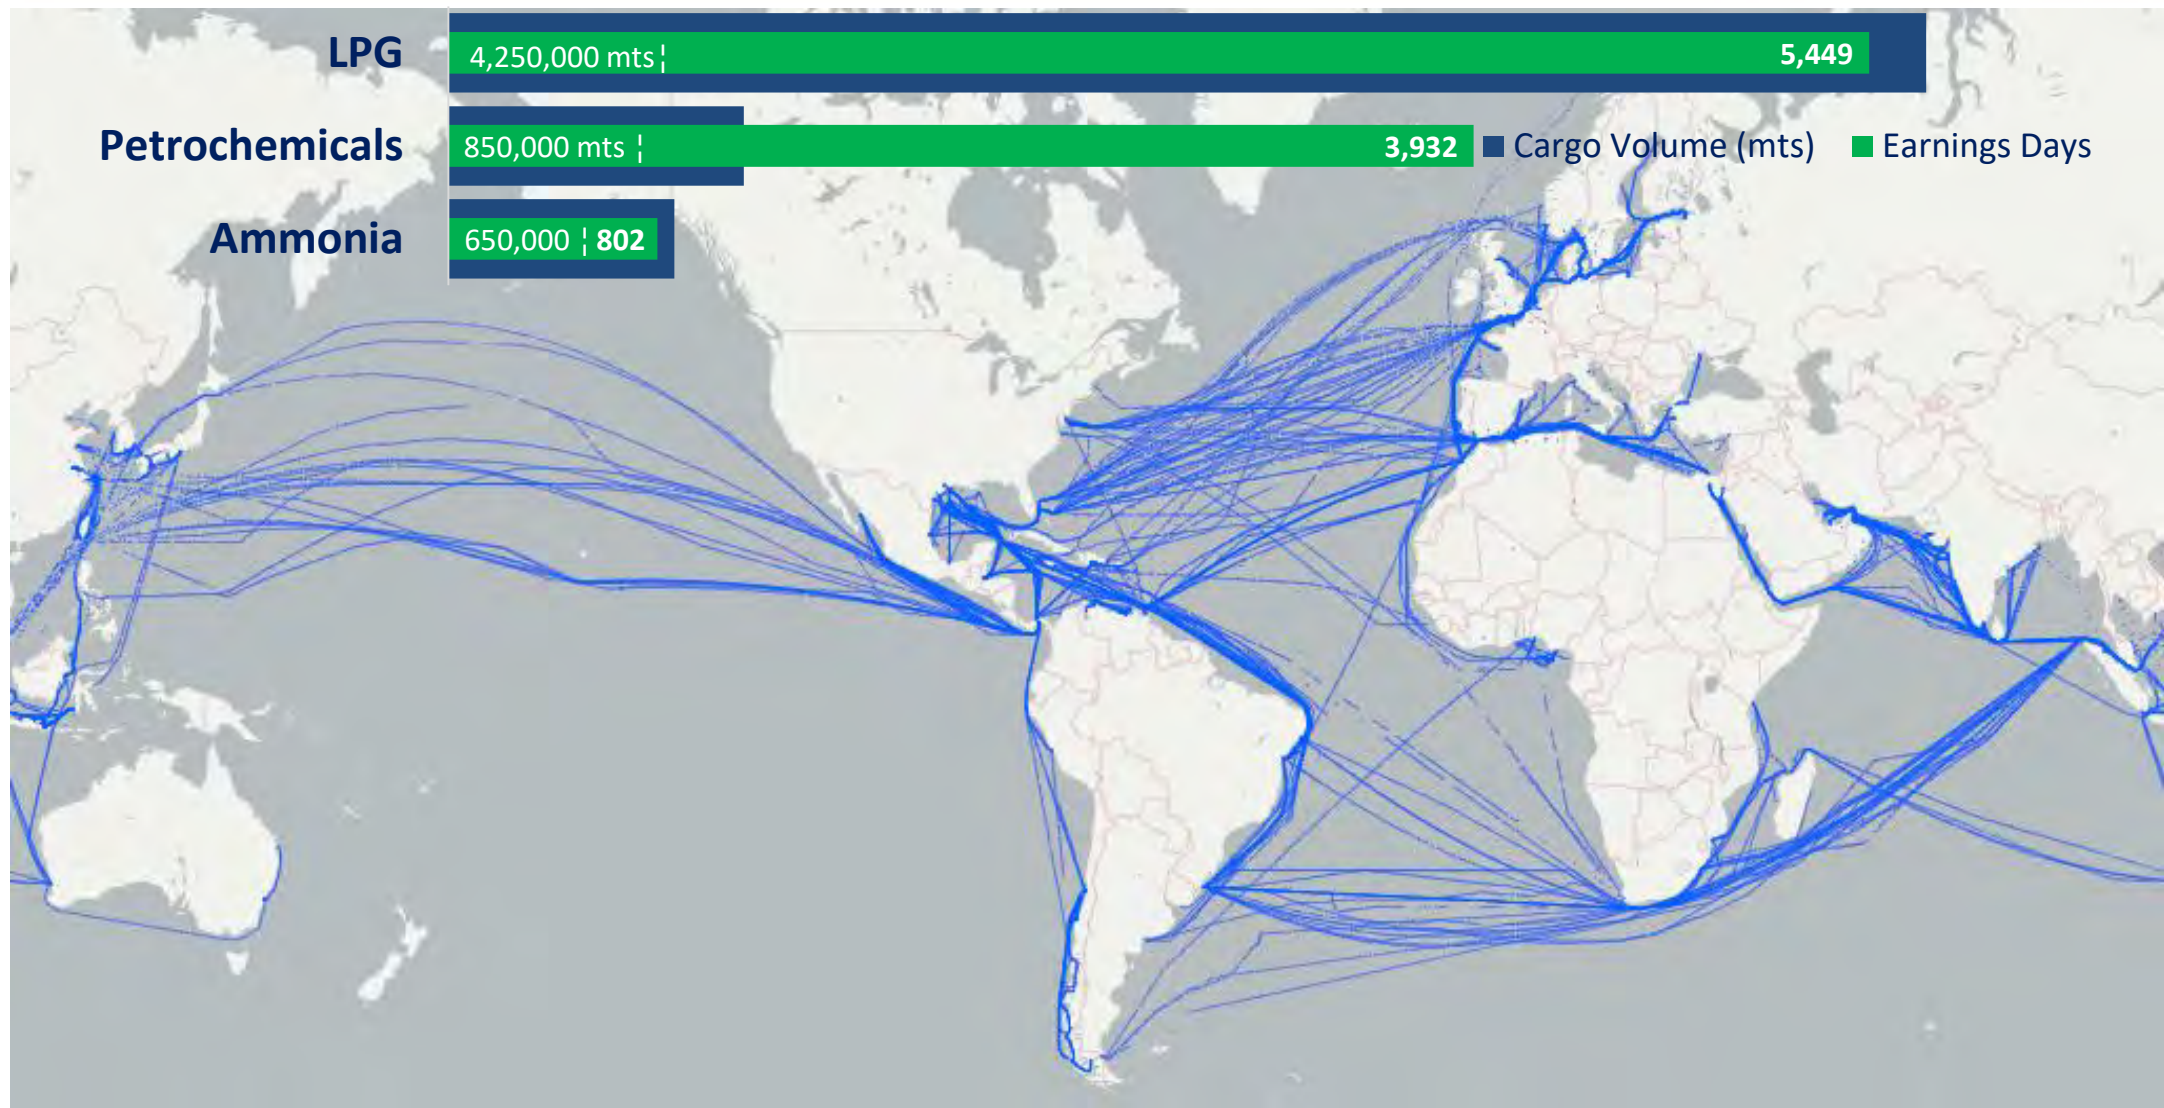 LPG 4,250,000 mts ¦ 5,449
Petrochemicals 850,000 mts ¦ 3,932 Cargo Volume (mts) Earnings Days
Ammonia 650,000 ¦ 802